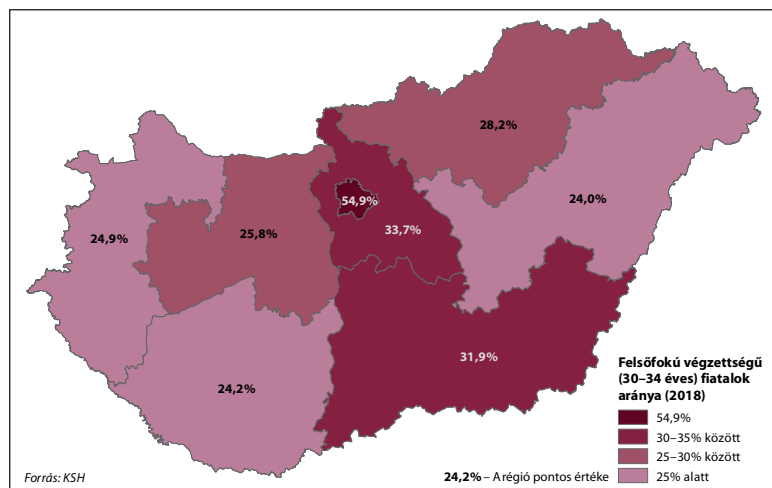 28,2%
54,9%
24,0%
33,7%
24,9%
25,8%
31,9%
24,2%
Felsőfokú végzettségű
(30–34 éves) fiatalok
aránya (2018)
54,9%
30–35% között
25–30% között
25% alatt
24,2% – A régió pontos értéke
Forrás: KSH